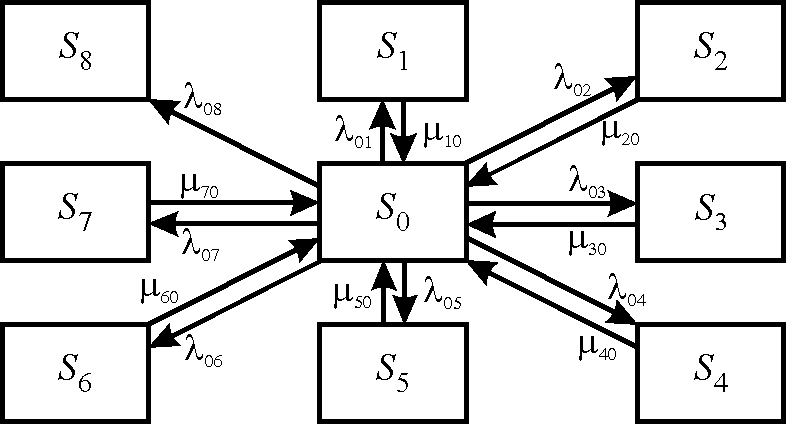 S₈ S₁ S₂
λ₀₈ λ₀₁ μ₁₀ λ₀₂ μ₂₀
S₇ μ₇₀ λ₀₇ S₀ λ₀₃ μ₃₀ S₃
μ₆₀ λ₀₆ μ₅₀ λ₀₅ λ₀₄ μ₄₀
S₆ S₅ S₄